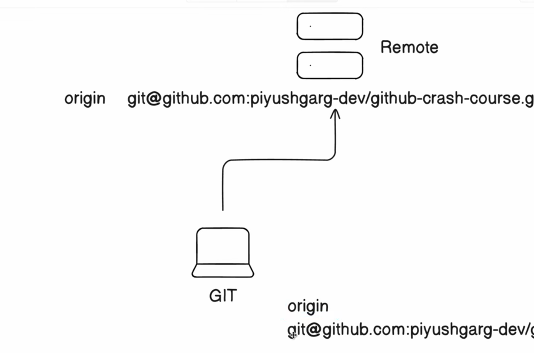 Remote
origin git@github.com:piyushgarg-dev/github-crash-course.g
GIT
origin
git@github.com:piyushgarg-dev/g